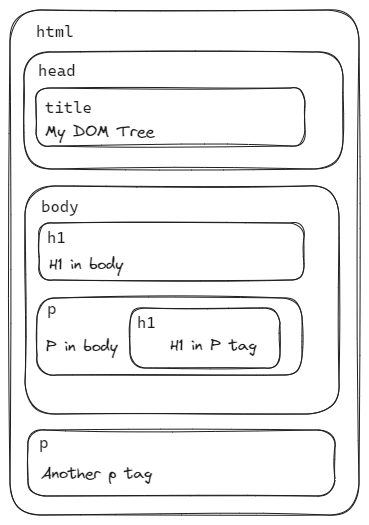 html
head
title
My DOM Tree
body
h1
H1 in body
p
h1
P in body
H1 in P tag
p
Another p tag